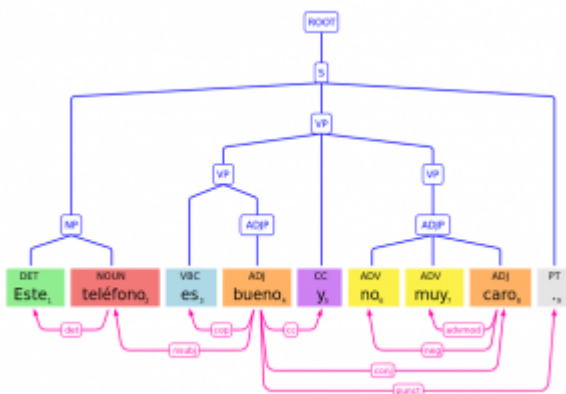 ROOT
S
VP
VP VP
NP ADJP ADJP
DET NOUN VBC ADJ CC ADV ADV ADJ PT
Este₁ teléfono₂ es₃ bueno₄ y₅ no₆ muy₇ caro₈ .₉
det cop cc advmod
nsubj neg
conj
punct